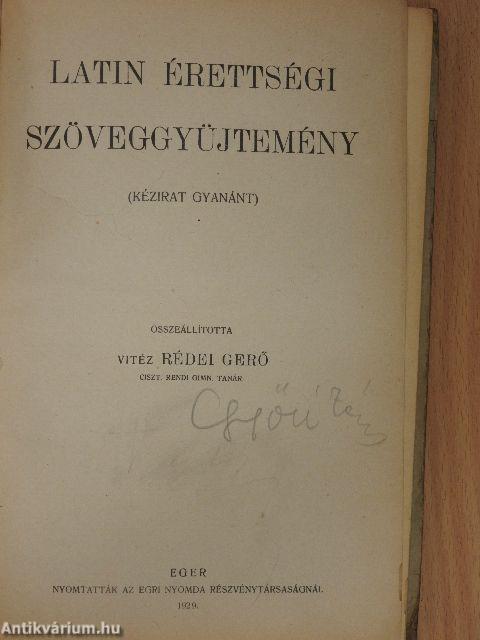 LATIN ÉRETTSÉGI
SZÖVEGGYÜJTEMÉNY
(KÉZIRAT GYANÁNT)
ÖSSZEÁLLÍTOTTA
VITÉZ RÉDEI GERŐ
CISZT. RENDI GIMN. TANÁR
EGER
NYOMTATTÁK AZ EGRI NYOMDA RÉSZVÉNYTÁRSASÁGNÁL
1929.
Antikvárium.hu